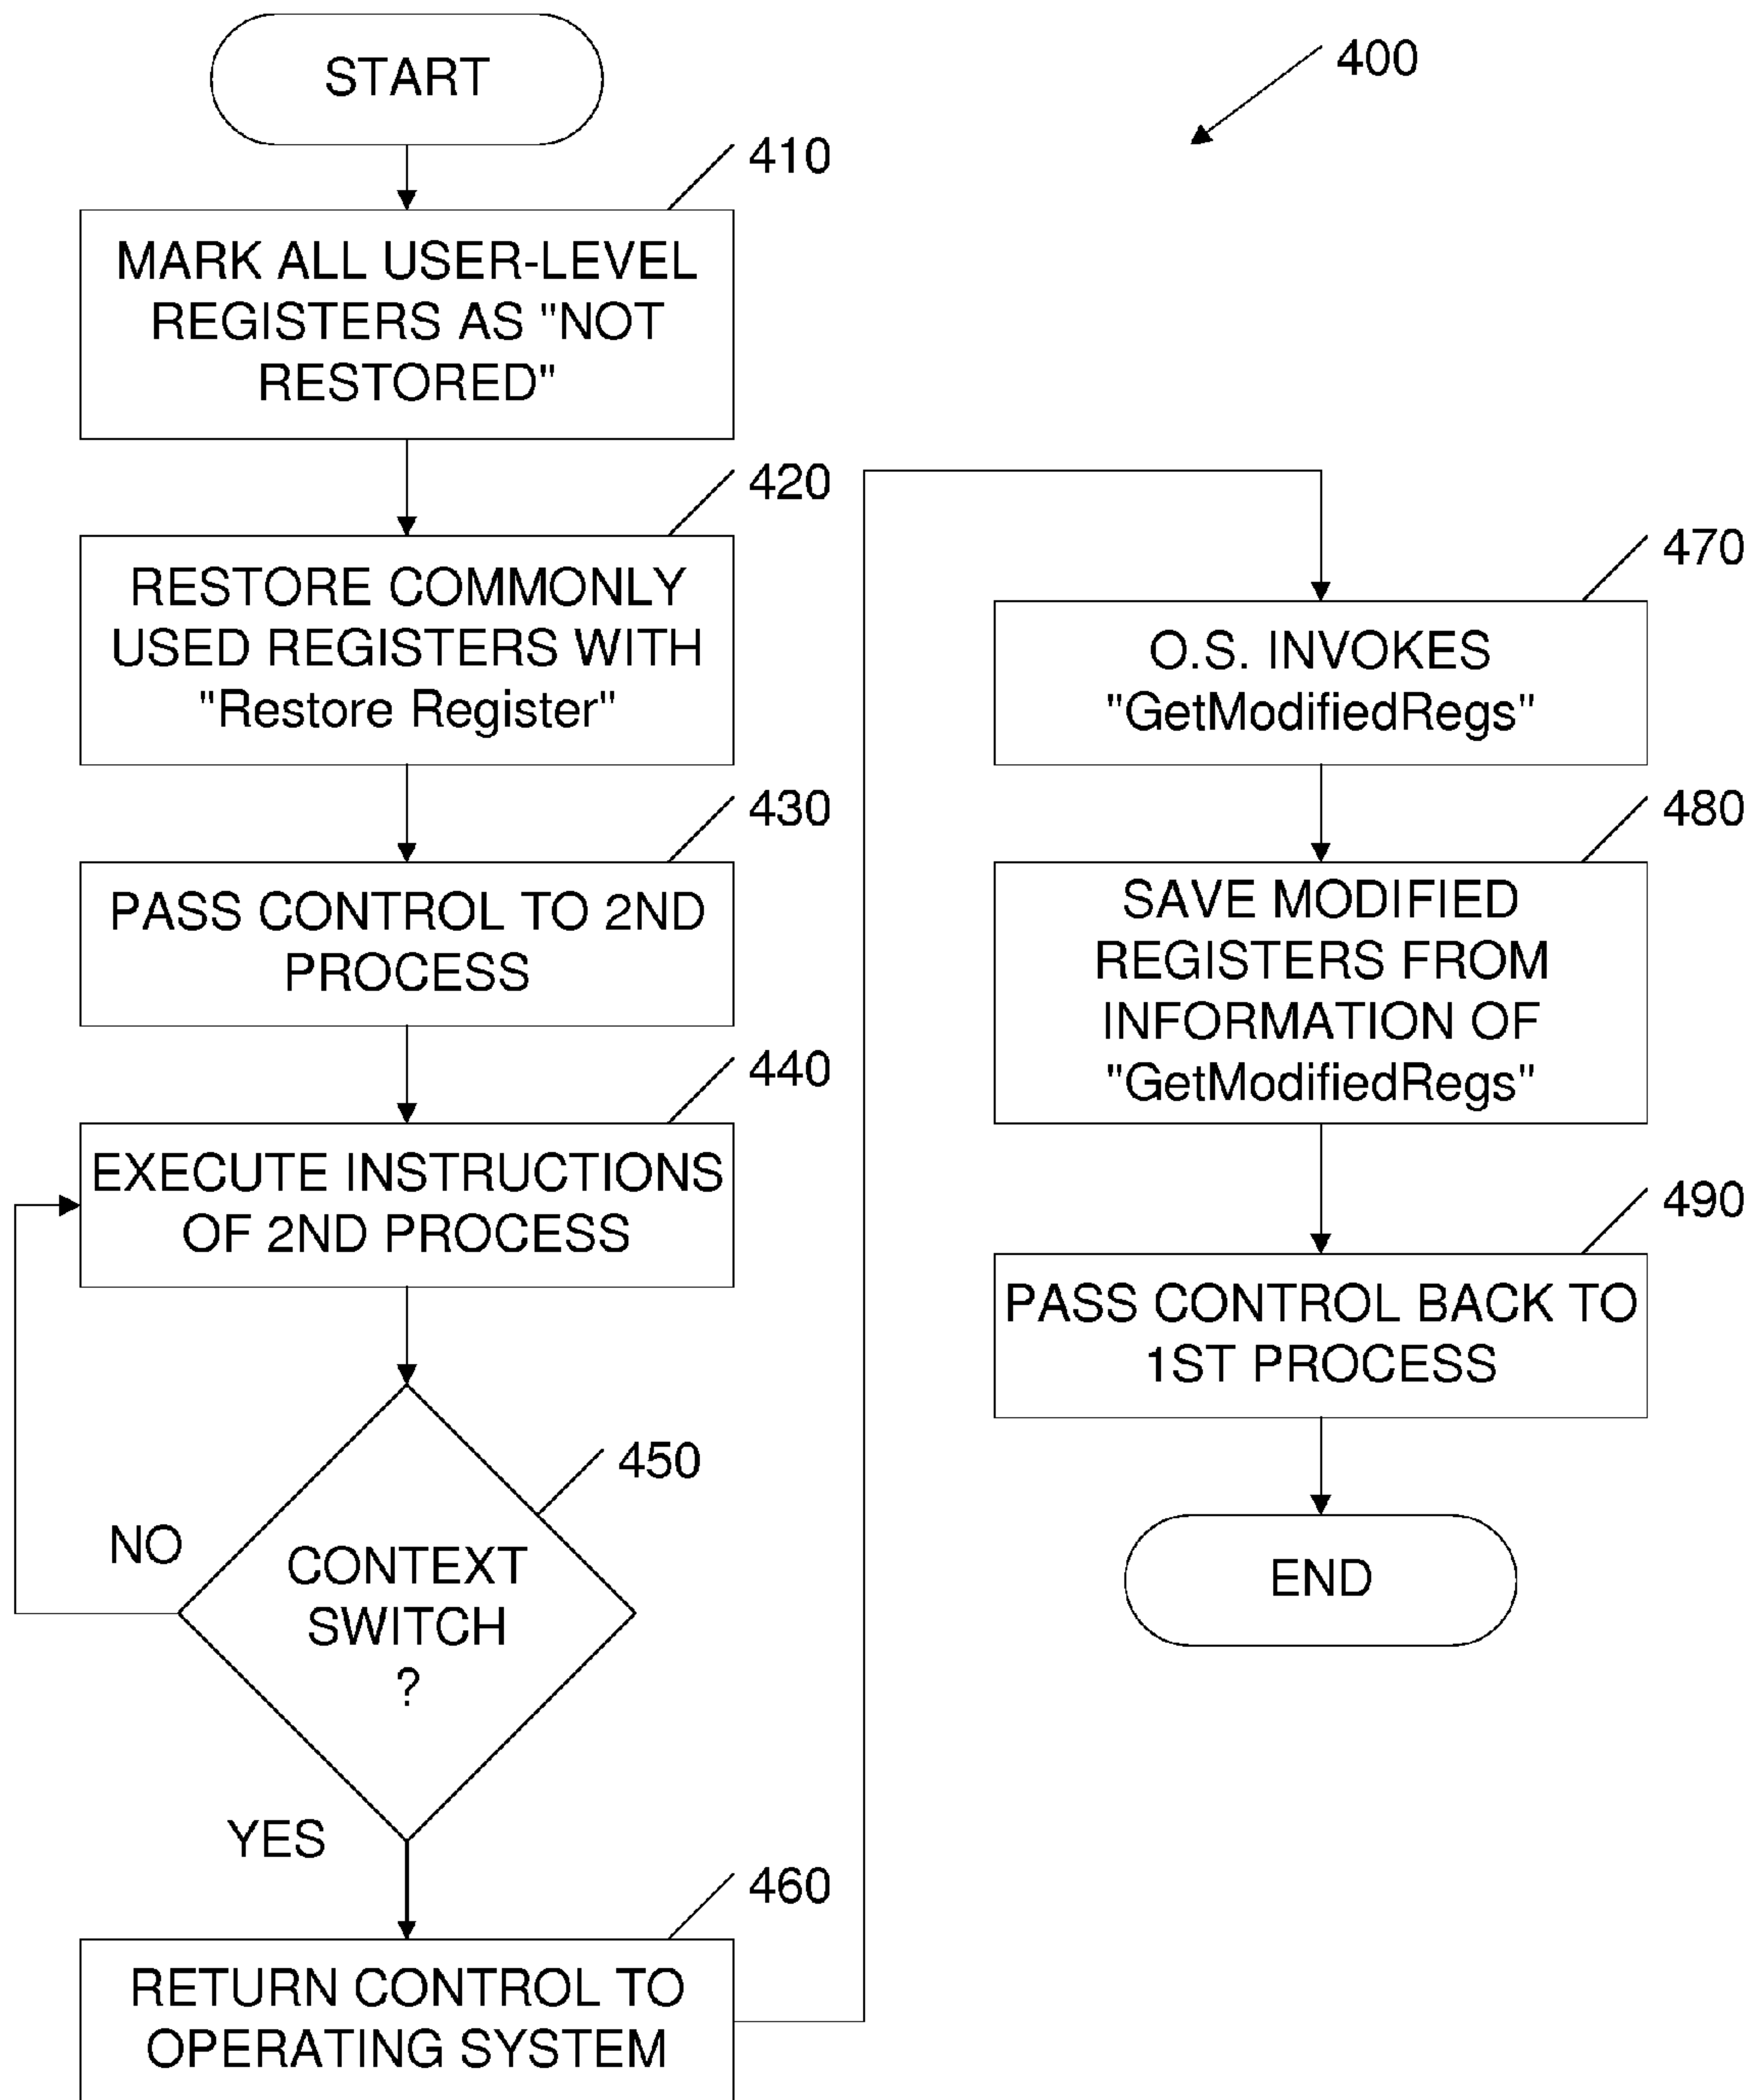 START
400
410
MARK ALL USER-LEVEL
REGISTERS AS "NOT
RESTORED"
420
RESTORE COMMONLY
USED REGISTERS WITH
"Restore Register"
430
PASS CONTROL TO 2ND
PROCESS
440
EXECUTE INSTRUCTIONS
OF 2ND PROCESS
450
CONTEXT
SWITCH
?
NO
YES
460
RETURN CONTROL TO
OPERATING SYSTEM
470
O.S. INVOKES
"GetModifiedRegs"
480
SAVE MODIFIED
REGISTERS FROM
INFORMATION OF
"GetModifiedRegs"
490
PASS CONTROL BACK TO
1ST PROCESS
END